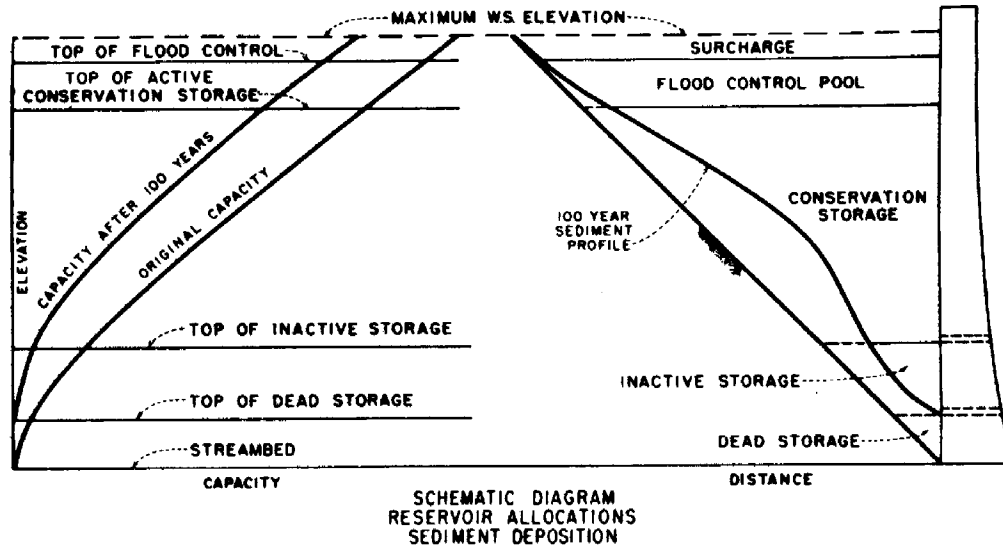 MAXIMUM W.S. ELEVATION
TOP OF FLOOD CONTROL
SURCHARGE
TOP OF ACTIVE
CONSERVATION STORAGE
FLOOD CONTROL POOL
ELEVATION
CAPACITY AFTER 100 YEARS
ORIGINAL CAPACITY
100 YEAR
SEDIMENT
PROFILE
CONSERVATION
STORAGE
TOP OF INACTIVE STORAGE
INACTIVE STORAGE
TOP OF DEAD STORAGE
DEAD STORAGE
STREAMBED
CAPACITY
DISTANCE
SCHEMATIC DIAGRAM
RESERVOIR ALLOCATIONS
SEDIMENT DEPOSITION